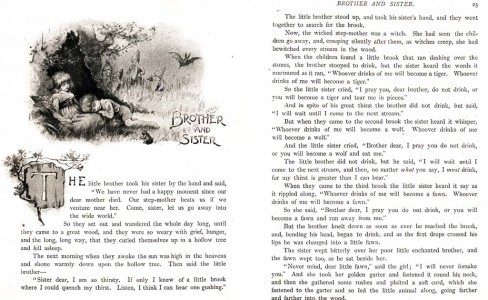 BROTHER
AND
SISTER
THE little brother took his sister by the hand and said,
"We have never had a happy moment since our
dear mother died. Our step-mother beats us if we
venture near her. Come, sister, let us go away into
the wide world."
So they set out and wandered the whole day long, until
they came to a great wood, and they were so weary with grief, hunger,
and the long, long way, that they curled themselves up in a hollow tree
and fell asleep.
The next morning when they awoke the sun was high in the heavens
and shone warmly down upon the hollow tree. Then said the little
brother—
"Sister dear, I am so thirsty. If only I knew of a little brook
where I could quench my thirst. Listen, I think I can hear one gushing."
BROTHER AND SISTER. 23
The little brother stood up, and took his sister's hand, and they went
together to search for the brook.
Now, the wicked step-mother was a witch. She had seen the chil-
dren go away, and, creeping silently after them, as witches creep, she had
bewitched every stream in the wood.
When the children found a little brook that ran dashing over the
stones, the brother stooped to drink, but the sister heard the words it
murmured as it ran, "Whoever drinks of me will become a tiger. Whoever
drinks of me will become a tiger."
So the little sister cried, "I pray you, dear brother, do not drink, or
you will become a tiger and tear me in pieces."
And in spite of his great thirst the brother did not drink, but said,
"I will wait until I come to the next stream."
But when they came to the second brook the sister heard it whisper,
"Whoever drinks of me will become a wolf. Whoever drinks of me
will become a wolf."
And the little sister cried, "Brother dear, I pray you do not drink,
or you will become a wolf and eat me."
The little brother did not drink, but he said, "I will wait until I
come to the next stream, and then, no matter what you say, I must drink,
for my thirst is greater than I can bear."
When they came to the third brook the little sister heard it say as
it rippled along, "Whoever drinks of me will become a fawn. Whoever
drinks of me will become a fawn."
So she said, "Brother dear, I pray you do not drink, or you will
become a fawn and run away from me."
But the brother knelt down as soon as ever he reached the brook,
and, bending his head, began to drink, and as the first drops crossed his
lips he was changed into a little fawn.
The sister wept bitterly over her poor little enchanted brother, and
the fawn wept too, as he sat beside her.
"Never mind, dear little fawn," said the girl; "I will never forsake
you." And she took her golden garter and fastened it round his neck,
and then she gathered some rushes and plaited a soft cord, which she
fastened to the garter and so led the little animal along, going farther
and farther into the wood.